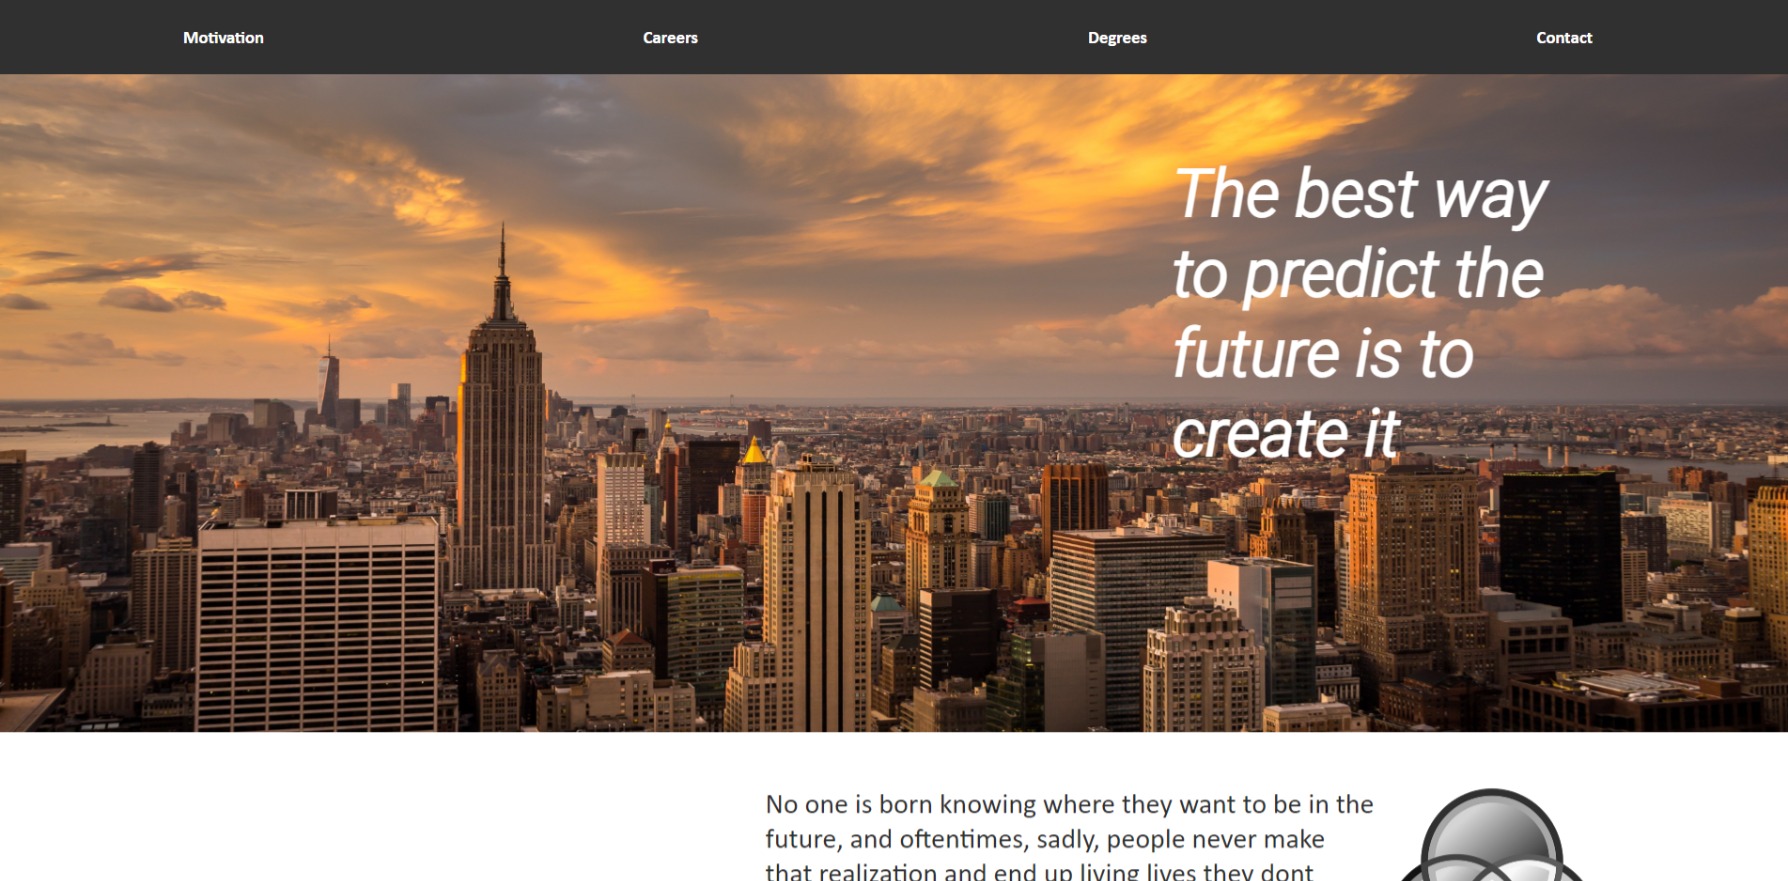 Motivation Careers Degrees Contact
The best way
to predict the
future is to
create it
No one is born knowing where they want to be in the
future, and oftentimes, sadly, people never make
that realization and end up living lives they dont